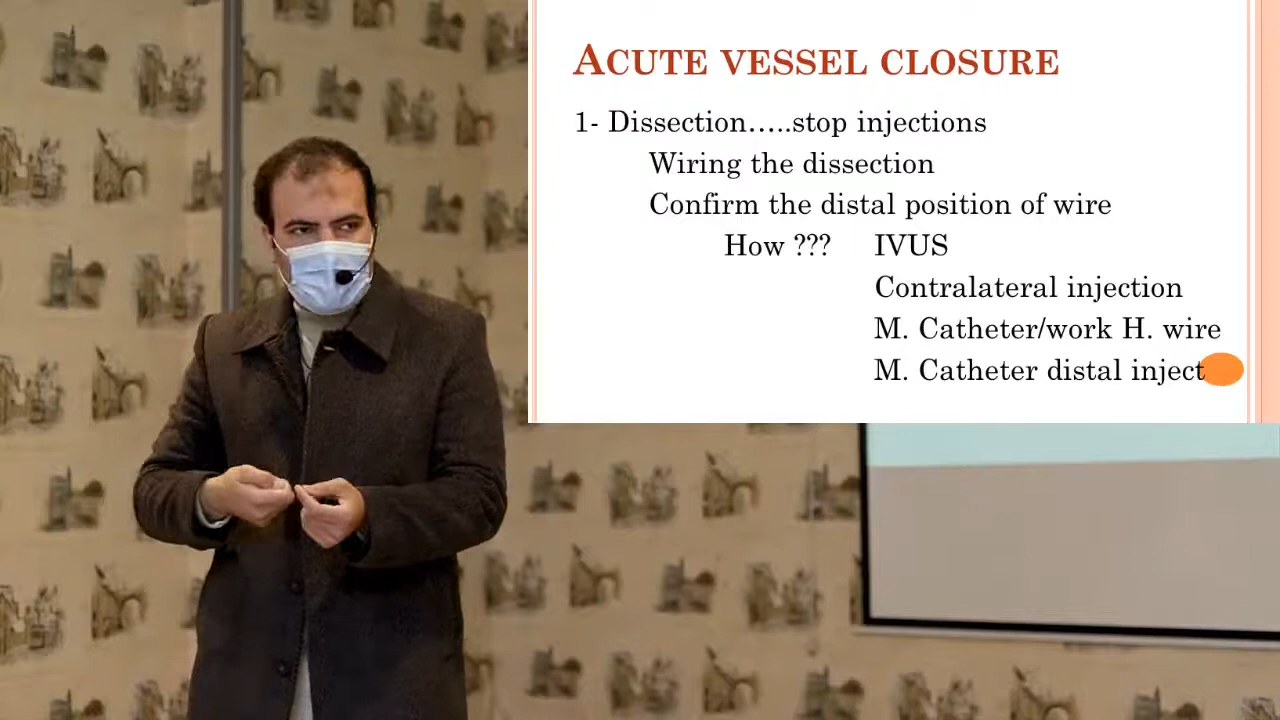 ACUTE VESSEL CLOSURE
1- Dissection.....stop injections
Wiring the dissection
Confirm the distal position of wire
How ??? IVUS
Contralateral injection
M. Catheter/work H. wire
M. Catheter distal inject